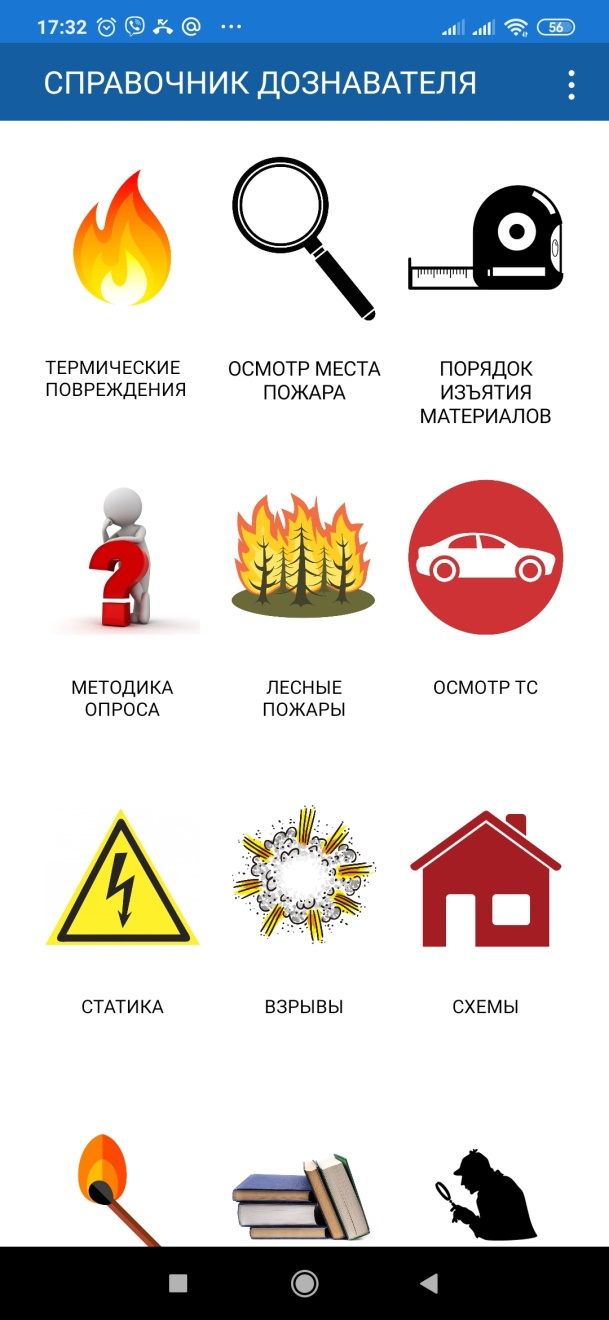 17:32
56
СПРАВОЧНИК ДОЗНАВАТЕЛЯ
ТЕРМИЧЕСКИЕ
ПОВРЕЖДЕНИЯ
ОСМОТР МЕСТА
ПОЖАРА
ПОРЯДОК
ИЗЪЯТИЯ
МАТЕРИАЛОВ
МЕТОДИКА
ОПРОСА
ЛЕСНЫЕ
ПОЖАРЫ
ОСМОТР ТС
СТАТИКА
ВЗРЫВЫ
СХЕМЫ